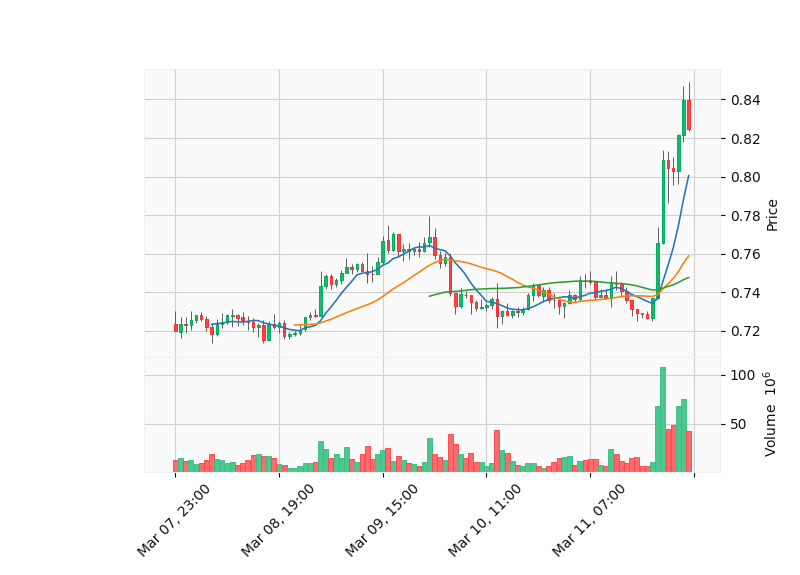 0.84
0.82
0.80
0.78
0.76
0.74
0.72
Price
100
50
Volume 10⁶
Mar 07, 23:00
Mar 08, 19:00
Mar 09, 15:00
Mar 10, 11:00
Mar 11, 07:00